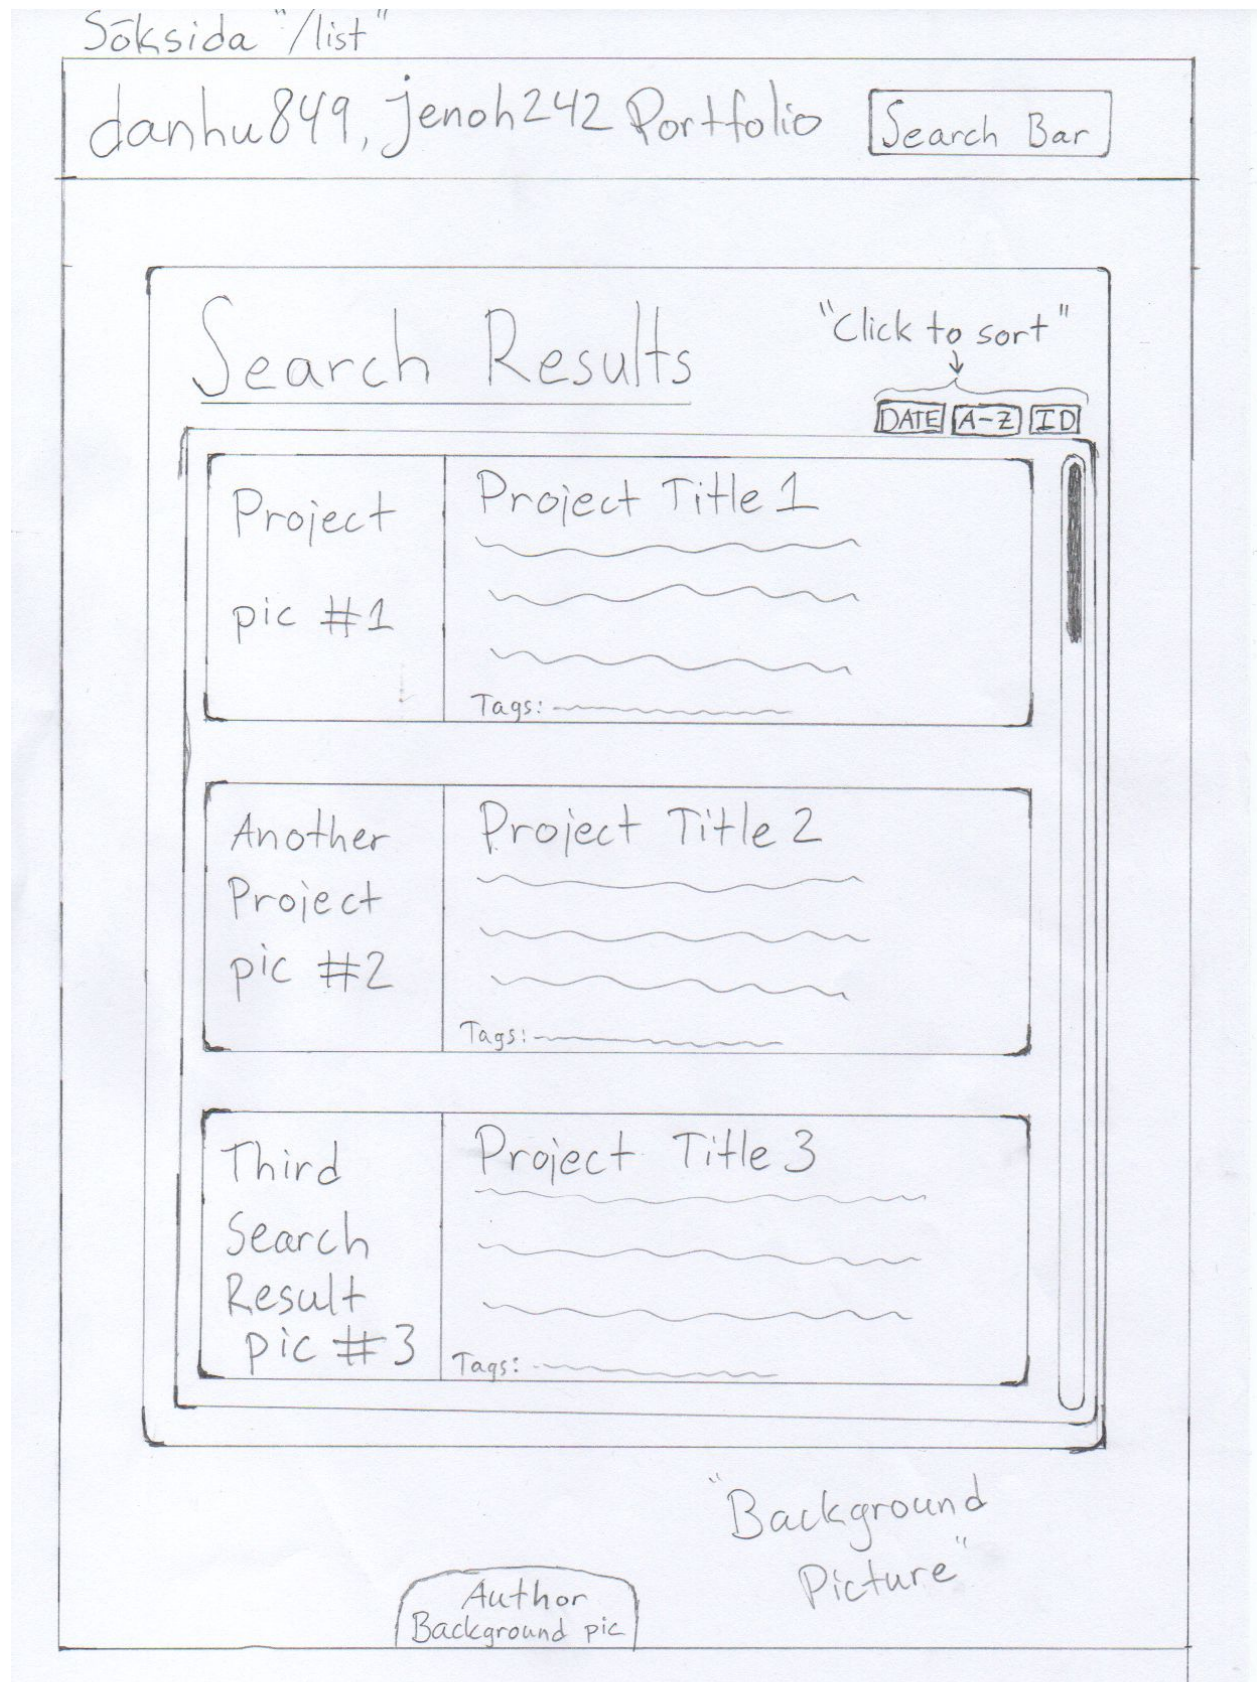 Söksida "/list"
danhu849, jenoh242 Portfolio
Search Bar
Search Results
"Click to sort"
DATE A-Z ID
Project
pic #1
Project Title 1
Tags:
Another
Project
pic #2
Project Title 2
Tags:
Third
Search
Result
pic #3
Project Title 3
Tags:
"Background
Picture"
Author
Background pic